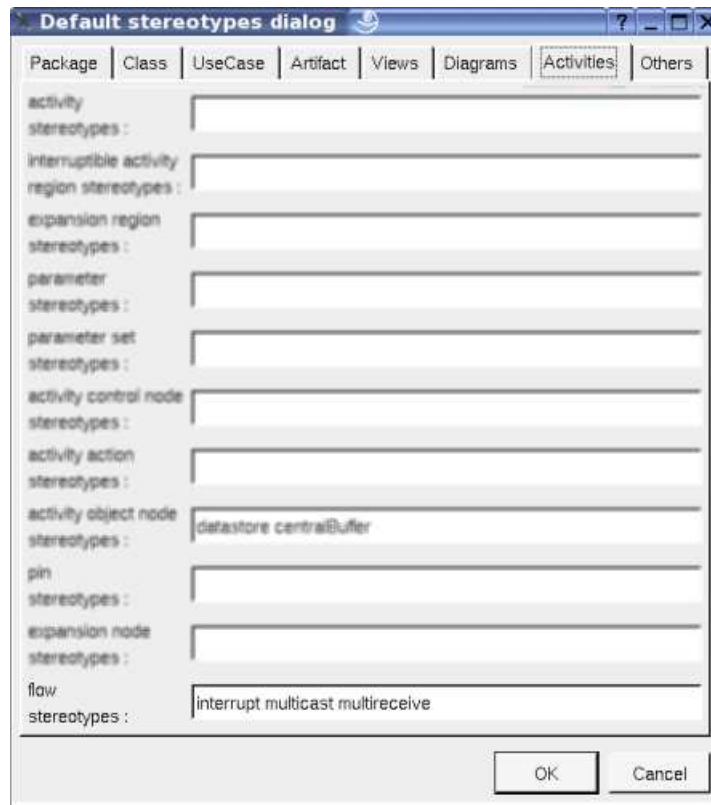 Default stereotypes dialog ? _ □ X
Package Class UseCase Artifact Views Diagrams Activities Others
activity
stereotypes :
interruptible activity
region stereotypes :
expansion region
stereotypes :
parameter
stereotypes :
parameter set
stereotypes :
activity control node
stereotypes :
activity action
stereotypes :
activity object node
stereotypes :
datastore centralBuffer
pin
stereotypes :
expansion node
stereotypes :
flow
stereotypes :
interrupt multicast multireceive
OK Cancel